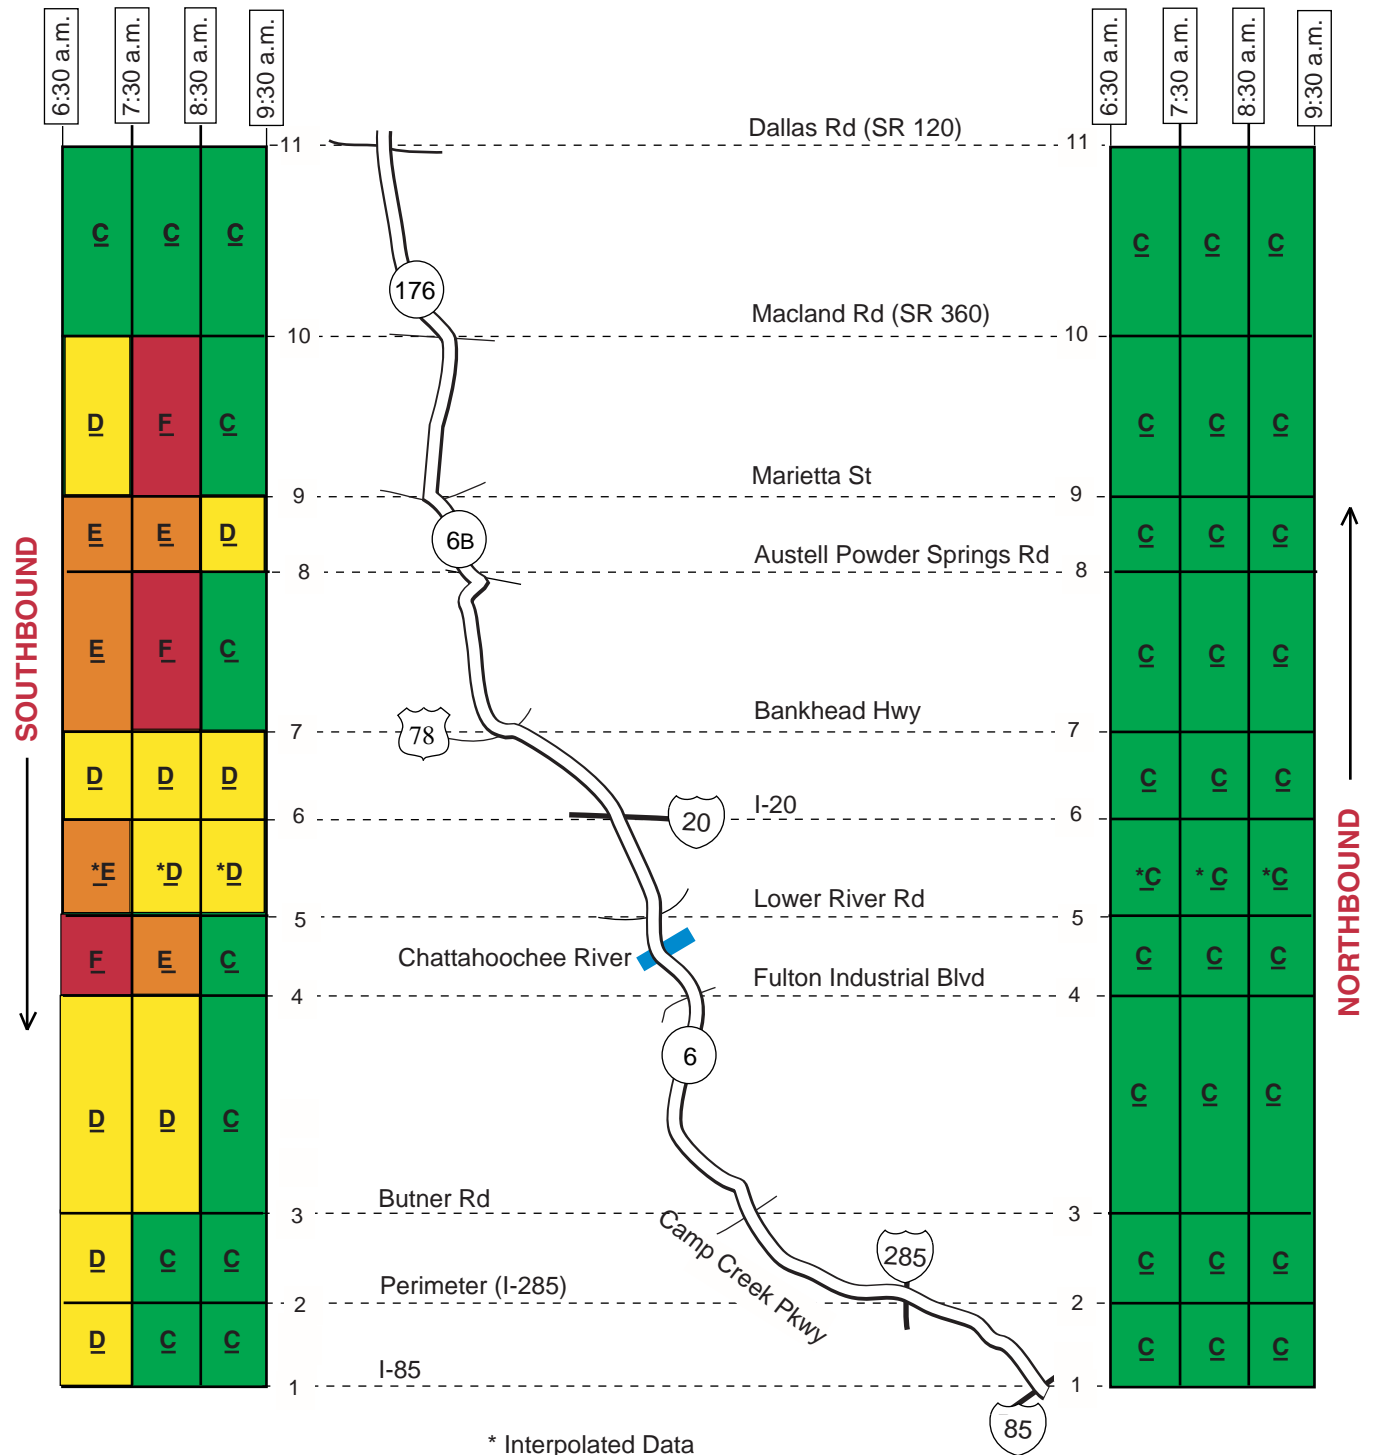 6:30 a.m. 7:30 a.m. 8:30 a.m. 9:30 a.m. 6:30 a.m. 7:30 a.m. 8:30 a.m. 9:30 a.m.
11 Dallas Rd (SR 120) 11
C C C C C C
176
10 Macland Rd (SR 360) 10
D F C C C C
9 Marietta St 9
E E D 6B C C C
8 Austell Powder Springs Rd 8
E F C C C C
SOUTHBOUND
NORTHBOUND
7 78 Bankhead Hwy 7
D D D C C C
6 20 I-20 6
*E *D *D *C * C *C
5 Lower River Rd 5
F E C Chattahoochee River C C C
4 Fulton Industrial Blvd 4
6
D D C C C C
3 Butner Rd 3
Camp Creek Pkwy
D C C 285 C C C
2 Perimeter (I-285) 2
D C C C C C
1 I-85 1
85
* Interpolated Data